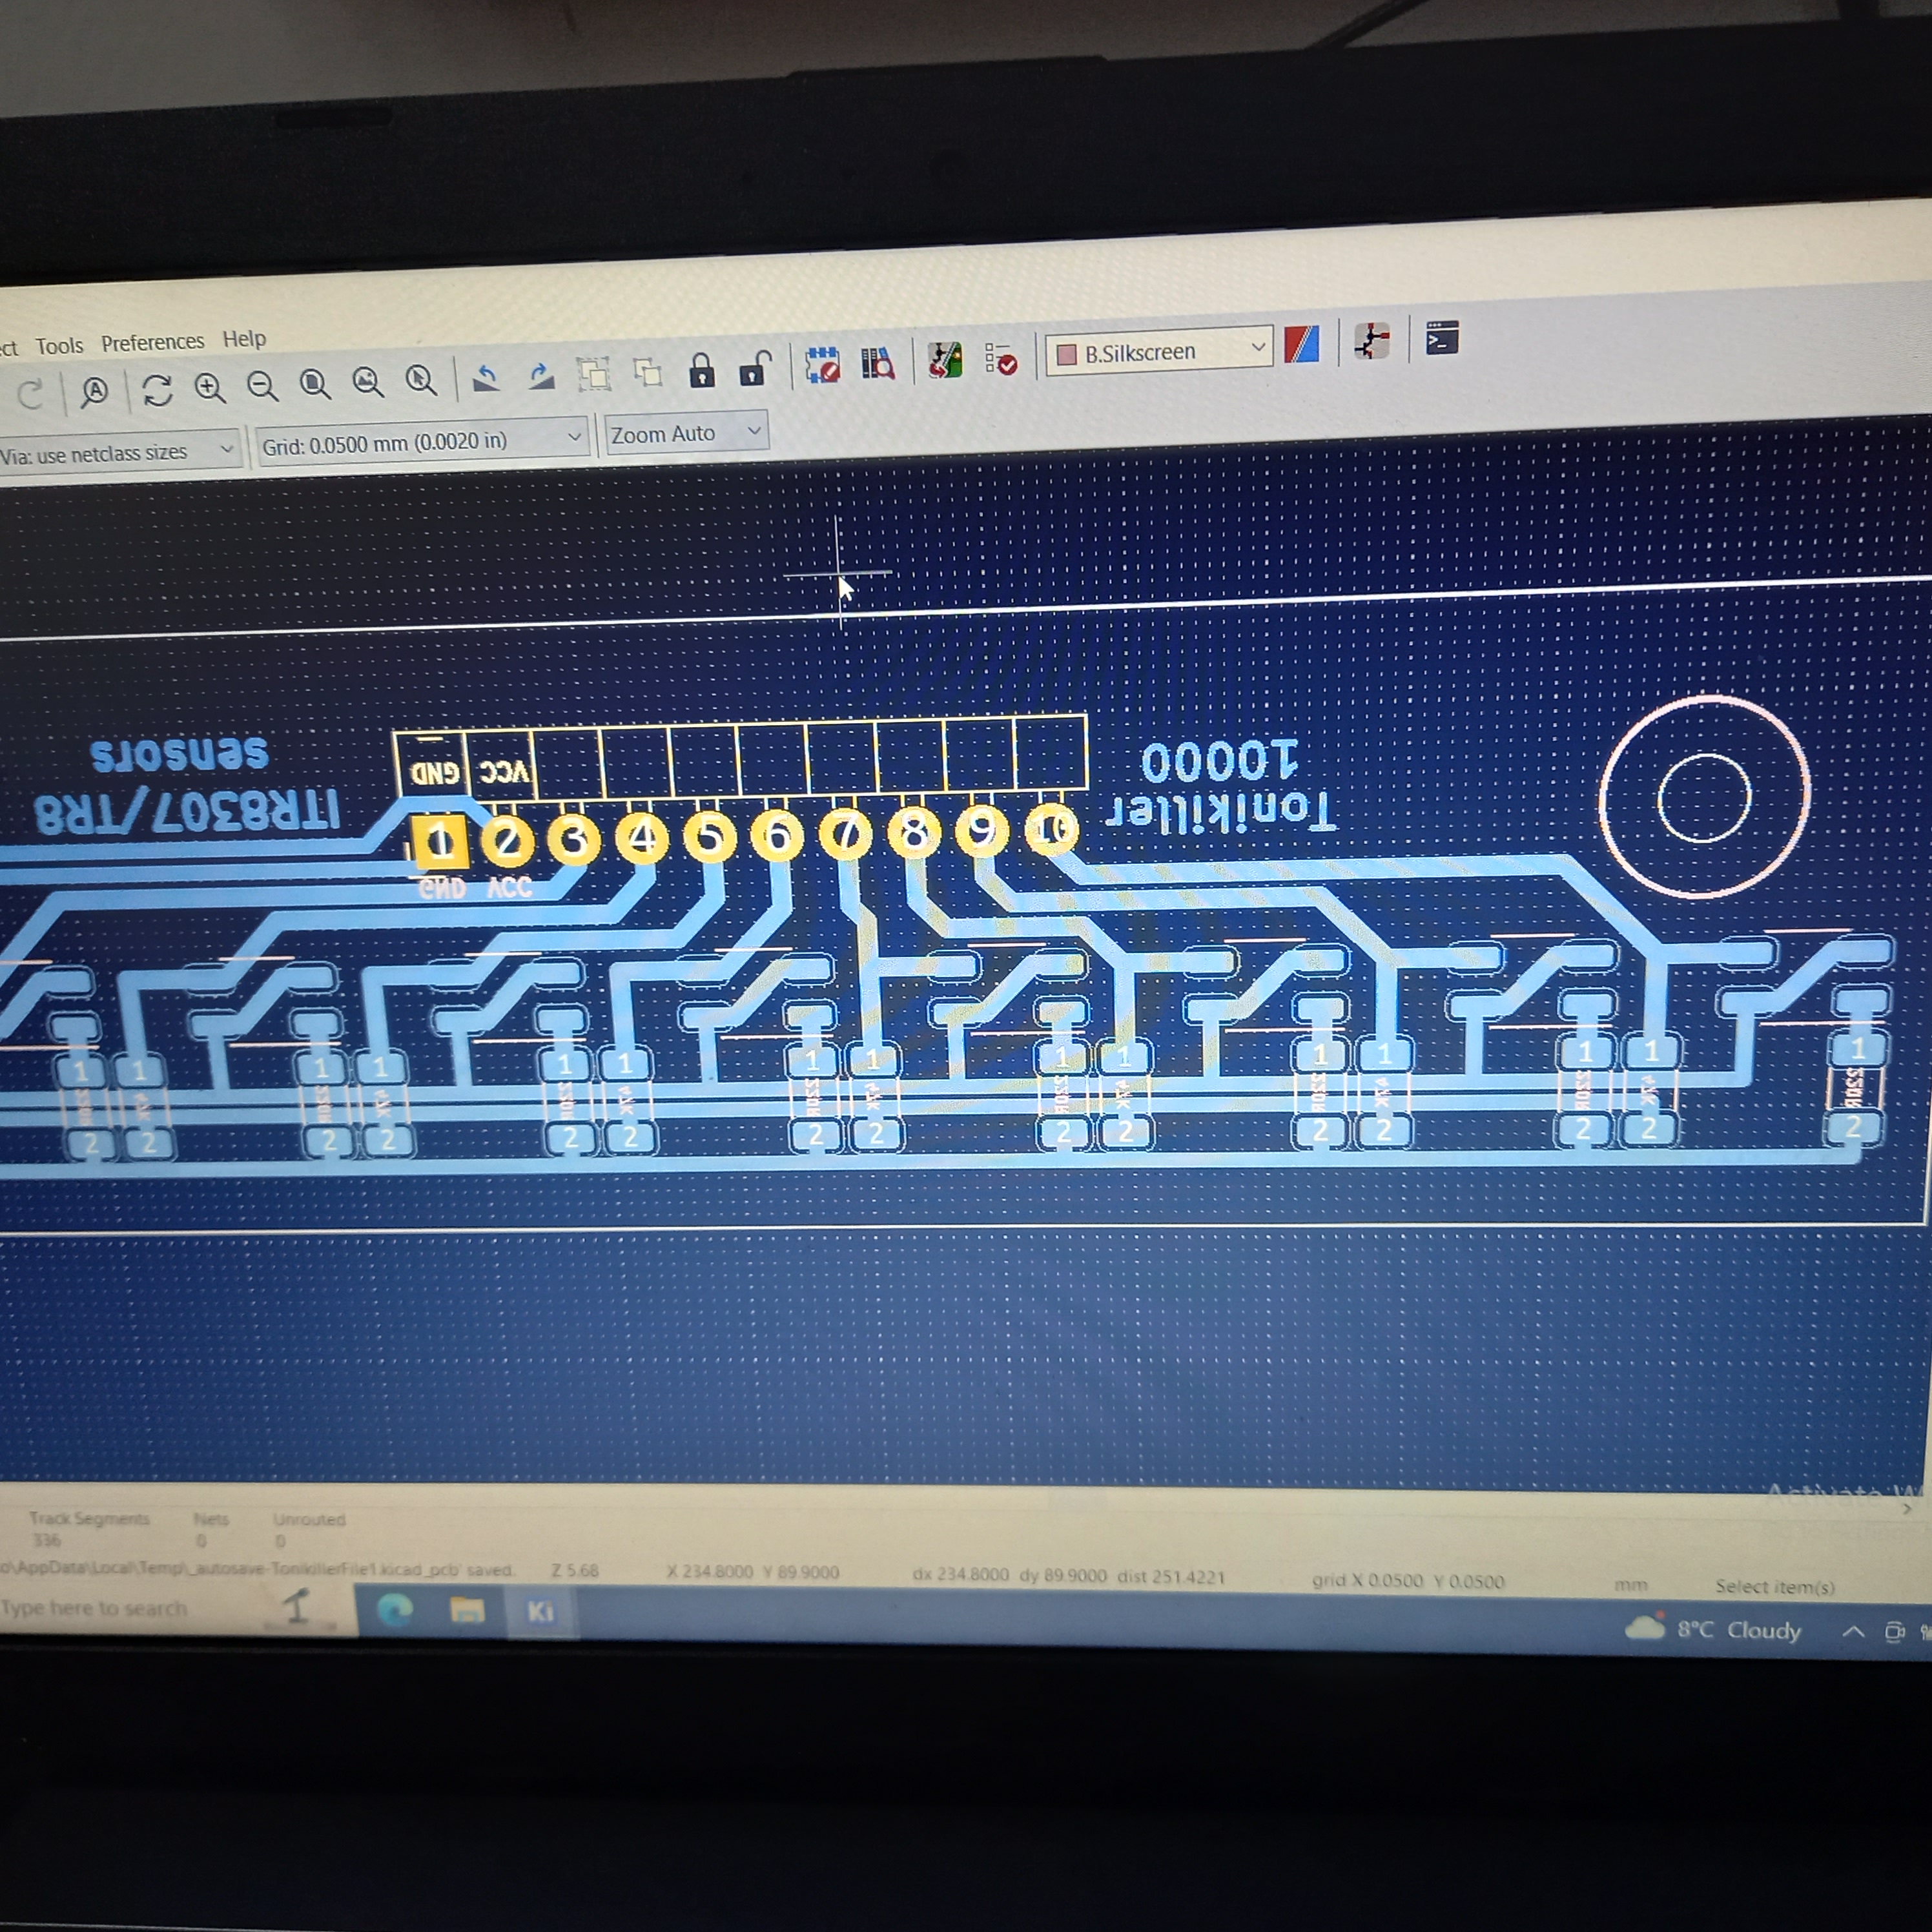 ct Tools Preferences Help
B.Silkscreen
Via: use netclass sizes
Grid: 0.0500 mm (0.0020 in)
Zoom Auto
sensors
ITR8307/TR8
GND VCC
10000
Tonikiller
1 2 3 4 5 6 7 8 9 10
GND VCC
1 1 1 1 1 1 1 1 1 1 1 1 1 1 1
2 2 2 2 2 2 2 2 2 2 2 2 2 2 2
Activate W
Track Segments Nets Unrouted
336 0 0
o\AppData\Local\Temp\_autosave-TonikillerFile1.kicad_pcb' saved. Z 5.68 X 234.8000 Y 89.9000 dx 234.8000 dy 89.9000 dist 251.4221 grid X 0.0500 Y 0.0500 mm Select item(s)
Type here to search
Ki
8°C Cloudy